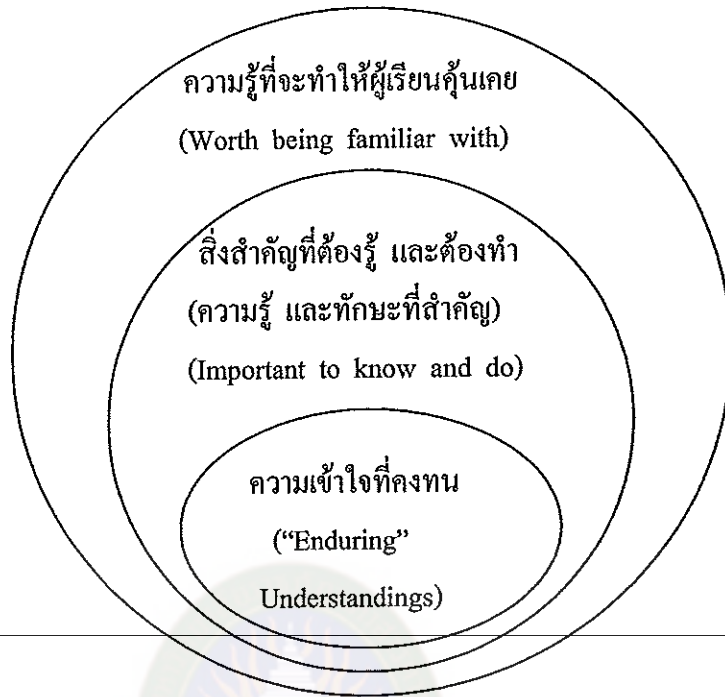 ความรู้ที่จะทำให้ผู้เรียนคุ้นเคย
(Worth being familiar with)
สิ่งสำคัญที่ต้องรู้ และต้องทำ
(ความรู้ และทักษะที่สำคัญ)
(Important to know and do)
ความเข้าใจที่คงทน
(“Enduring”
Understandings)